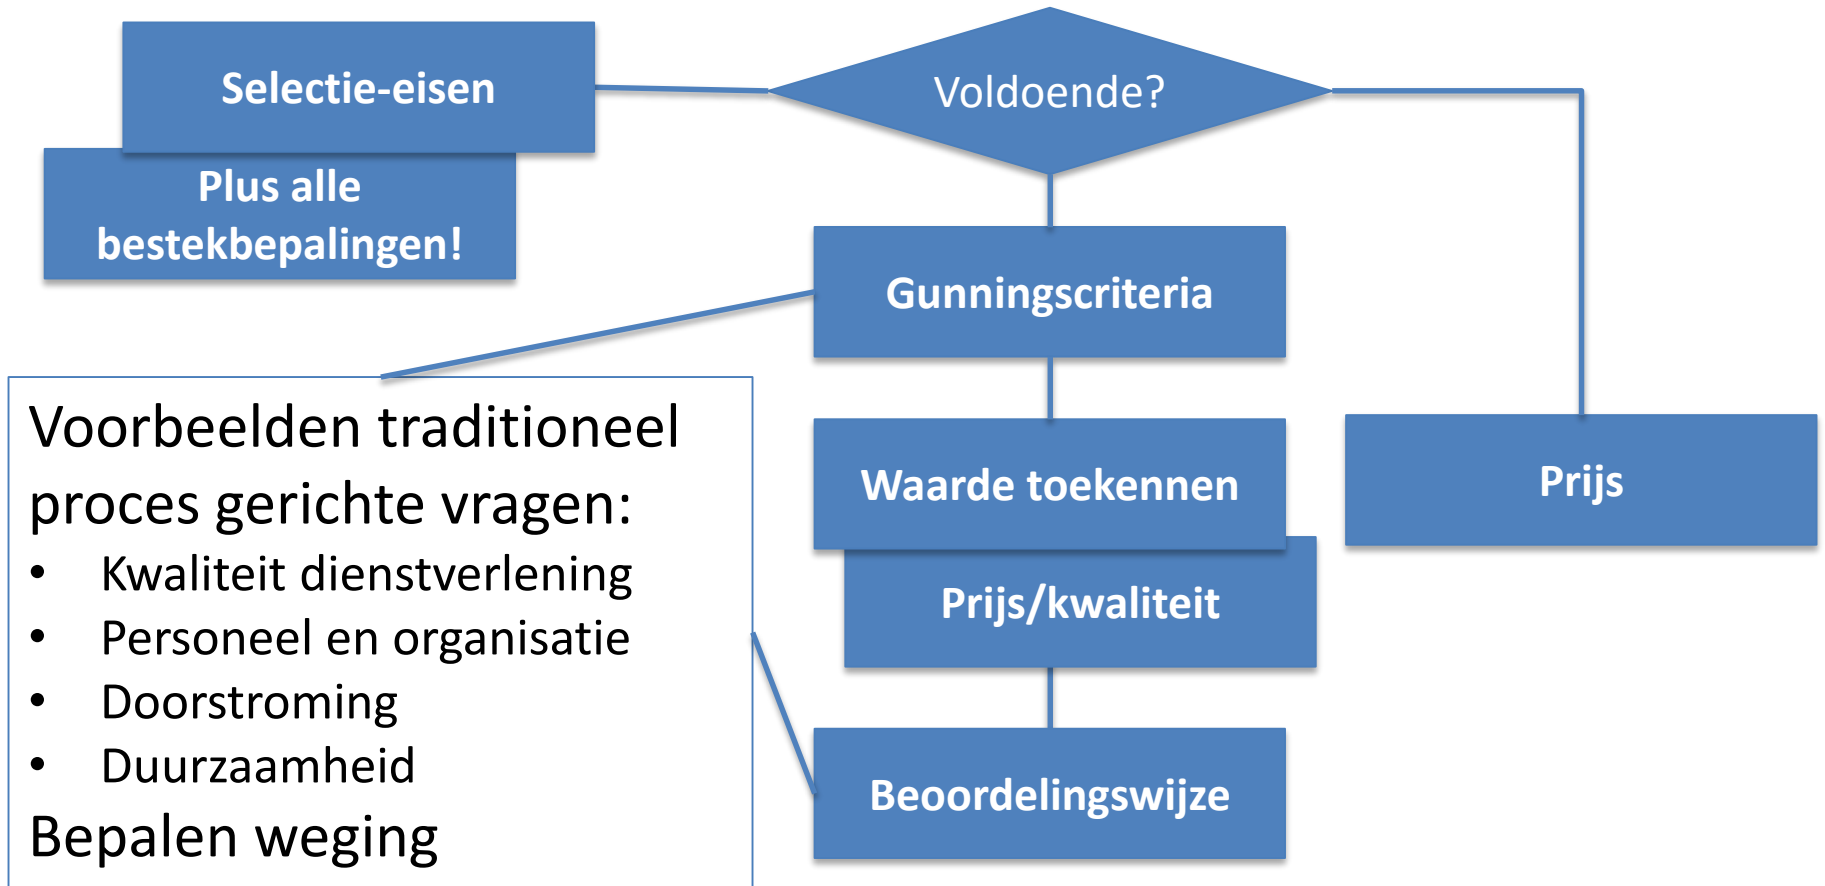 Selectie-eisen
Voldoende?
Plus alle
bestekbepalingen!
Gunningscriteria
Voorbeelden traditioneel
proces gerichte vragen:
• Kwaliteit dienstverlening
• Personeel en organisatie
• Doorstroming
• Duurzaamheid
Bepalen weging
Waarde toekennen
Prijs
Prijs/kwaliteit
Beoordelingswijze